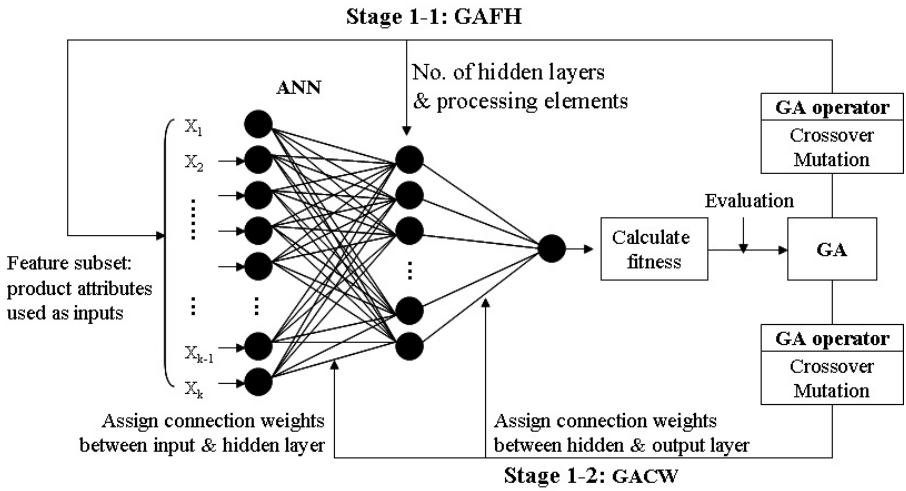 Stage 1-1: GAFH
ANN
No. of hidden layers
& processing elements
GA operator
Crossover
Mutation
X1
X2
Xk-1
Xk
Feature subset:
product attributes
used as inputs
Evaluation
Calculate
fitness
GA
GA operator
Crossover
Mutation
Assign connection weights
between input & hidden layer
Assign connection weights
between hidden & output layer
Stage 1-2: GACW